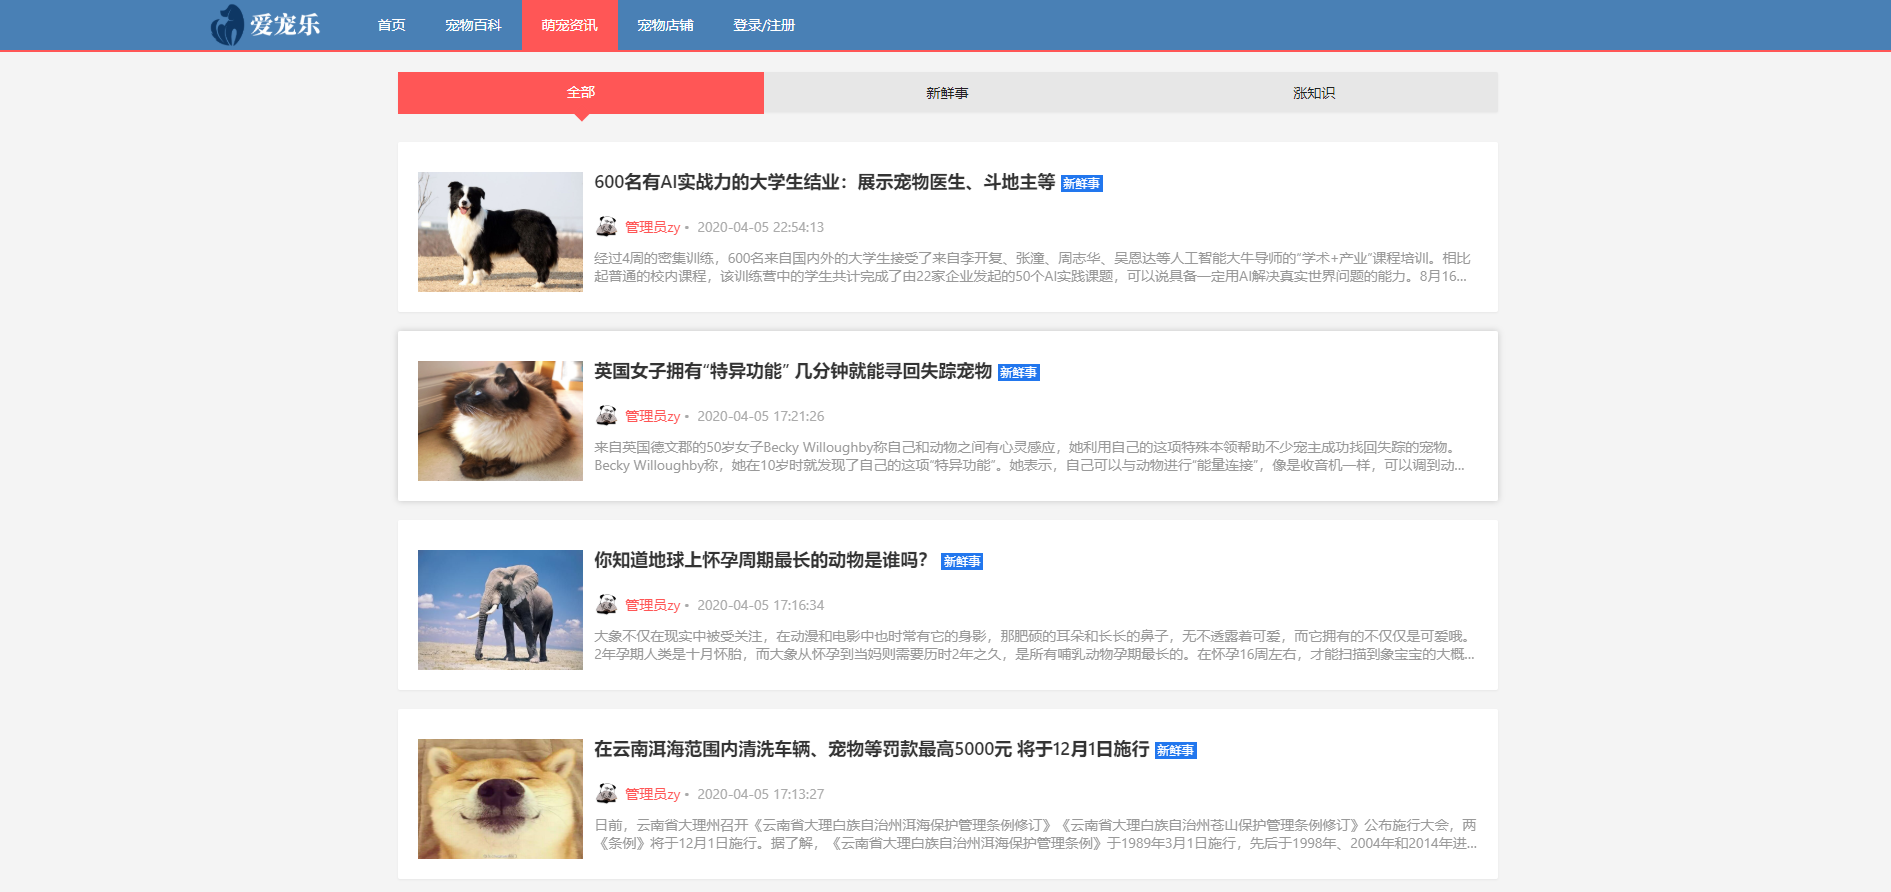 爱宠乐
首页 宠物百科 萌宠资讯 宠物店铺 登录/注册
全部 新鲜事 涨知识
600名有AI实战力的大学生结业：展示宠物医生、斗地主等 新鲜事
管理员zy • 2020-04-05 22:54:13
经过4周的密集训练，600名来自国内外的大学生接受了来自李开复、张潼、周志华、吴恩达等人工智能大牛导师的“学术+产业”课程培训。相比
起普通的校内课程，该训练营中的学生共计完成了由22家企业发起的50个AI实践课题，可以说具备一定用AI解决真实世界问题的能力。8月16...
英国女子拥有“特异功能” 几分钟就能寻回失踪宠物 新鲜事
管理员zy • 2020-04-05 17:21:26
来自英国德文郡的50岁女子Becky Willoughby称自己和动物之间有心灵感应，她利用自己的这项特殊本领帮助不少宠主成功找回失踪的宠物。
Becky Willoughby称，她在10岁时就发现了自己的这项“特异功能”。她表示，自己可以与动物进行“能量连接”，像是收音机一样，可以调到动...
你知道地球上怀孕周期最长的动物是谁吗？ 新鲜事
管理员zy • 2020-04-05 17:16:34
大象不仅在现实中被受关注，在动漫和电影中也时常有它的身影，那肥硕的耳朵和长长的鼻子，无不透露着可爱，而它拥有的不仅仅是可爱哦。
2年孕期人类是十月怀胎，而大象从怀孕到当妈则需要历时2年之久，是所有哺乳动物孕期最长的。在怀孕16周左右，才能扫描到象宝宝的大概...
在云南洱海范围内清洗车辆、宠物等罚款最高5000元 将于12月1日施行 新鲜事
管理员zy • 2020-04-05 17:13:27
日前，云南省大理州召开《云南省大理白族自治州洱海保护管理条例修订》《云南省大理白族自治州苍山保护管理条例修订》公布施行大会，两
《条例》将于12月1日施行。据了解，《云南省大理白族自治州洱海保护管理条例》于1989年3月1日施行，先后于1998年、2004年和2014年进...